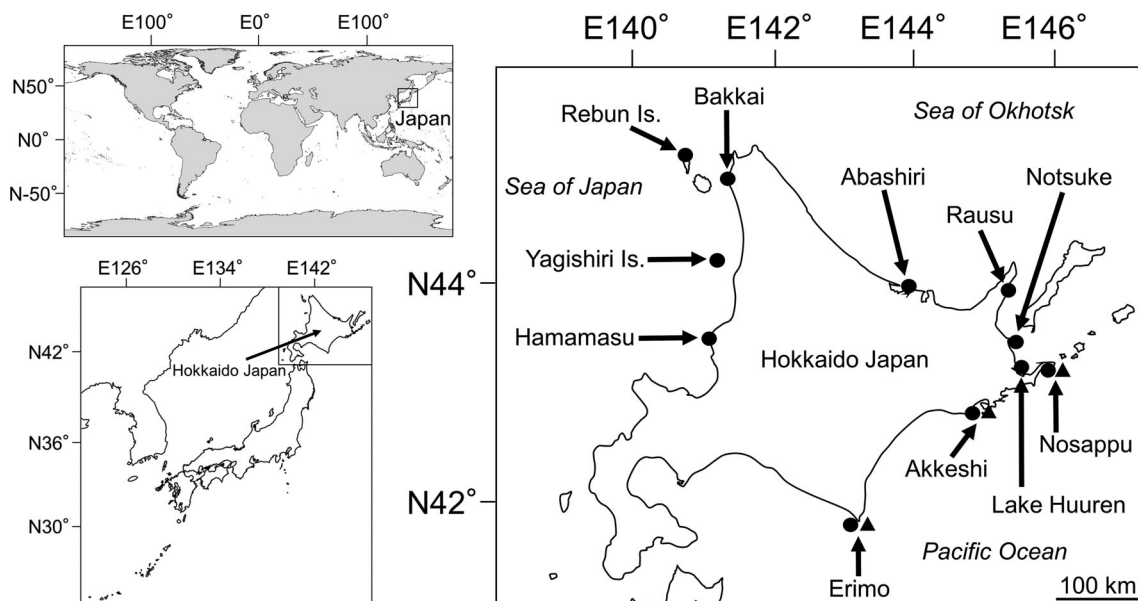 E100° E0° E100°
N50°
Japan
N0°
N-50°
E126° E134° E142°
N42°
Hokkaido Japan
N36°
N34°
N30°
E140° E142° E144° E146°
Bakkai
Sea of Okhotsk
Rebun Is.
Sea of Japan
Abashiri
Notsuke
Rausu
Yagishiri Is.
N44°
Hamamasu
Hokkaido Japan
Nosappu
Akkeshi
Lake Huuren
N42°
Pacific Ocean
Erimo
100 km